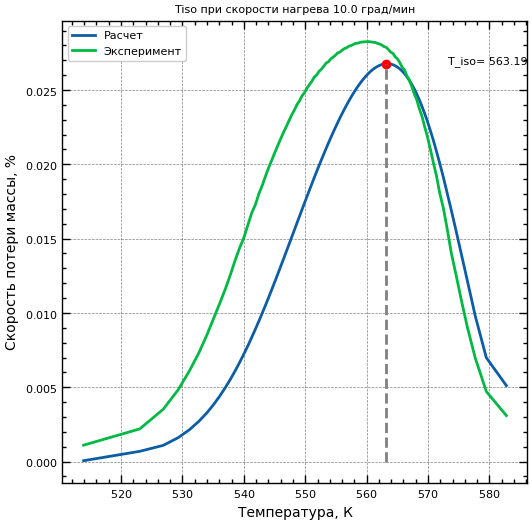 Tiso при скорости нагрева 10.0 град/мин
Расчет
Эксперимент
T_iso= 563.19
Скорость потери массы, %
0.025
0.020
0.015
0.010
0.005
0.000
520 530 540 550 560 570 580
Температура, К